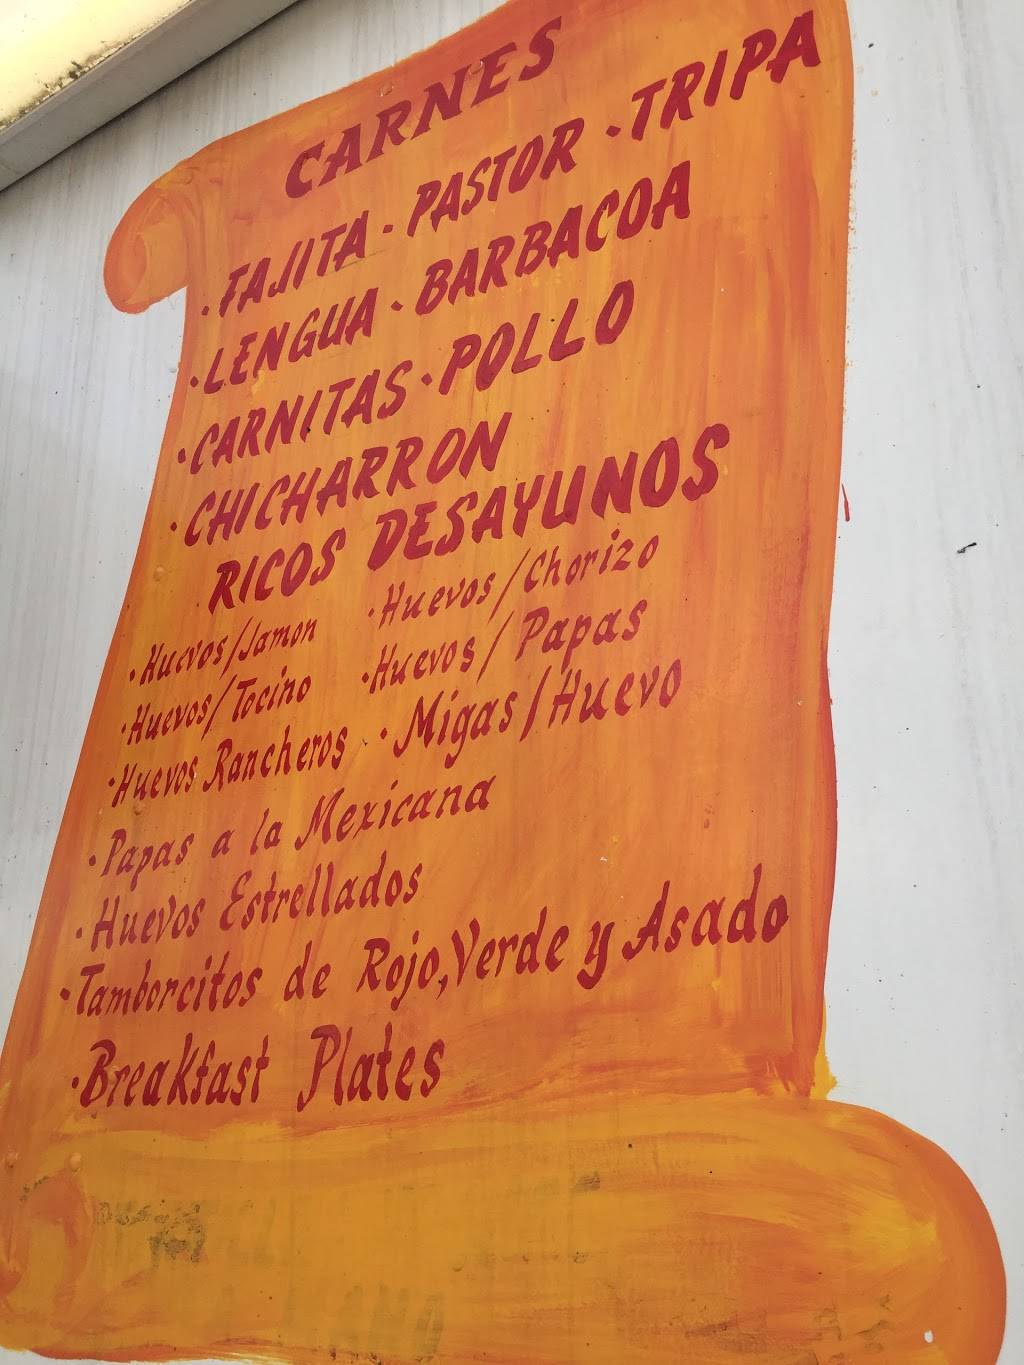 CARNES
· FAJITA · PASTOR · TRIPA
· LENGUA · BARBACOA
· CARNITAS · POLLO
· CHICHARRON
RICOS DESAYUNOS
· Huevos/Jamon · Huevos/Chorizo
· Huevos/Tocino · Huevos/Papas
· Huevos Rancheros · Migas/Huevo
· Papas a la Mexicana
· Huevos Estrellados
· Tamborcitos de Rojo, Verde y Asado
· Breakfast Plates